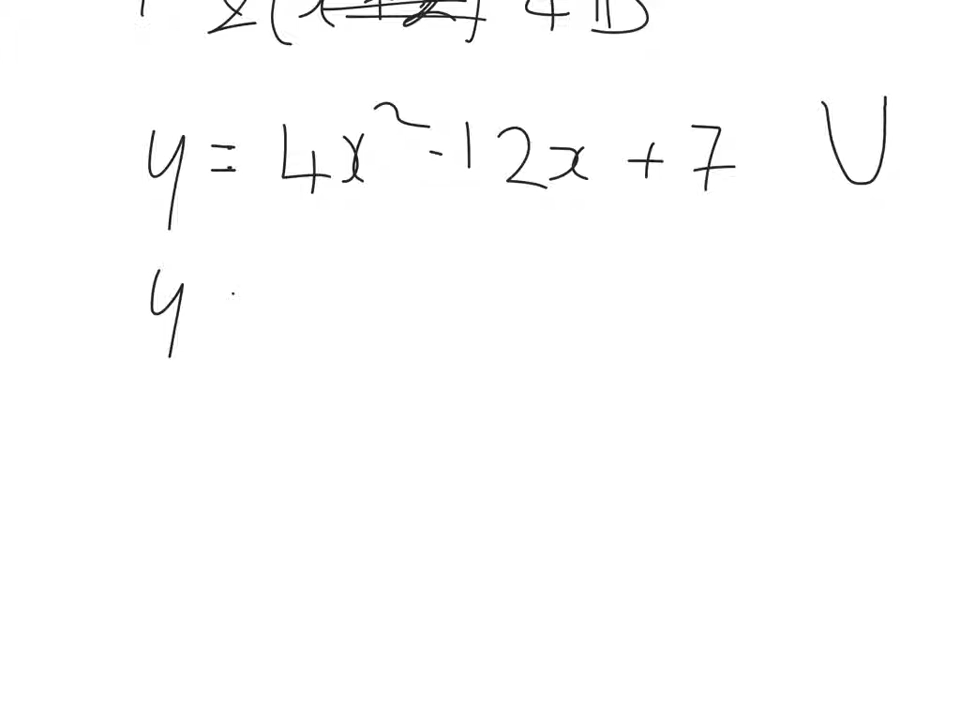 y = 4x² - 12x + 7 U
y